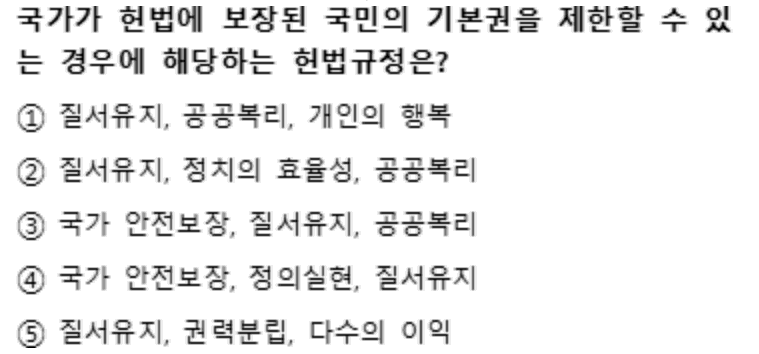 국가가 헌법에 보장된 국민의 기본권을 제한할 수 있
는 경우에 해당하는 헌법규정은?
① 질서유지, 공공복리, 개인의 행복
② 질서유지, 정치의 효율성, 공공복리
③ 국가 안전보장, 질서유지, 공공복리
④ 국가 안전보장, 정의실현, 질서유지
⑤ 질서유지, 권력분립, 다수의 이익